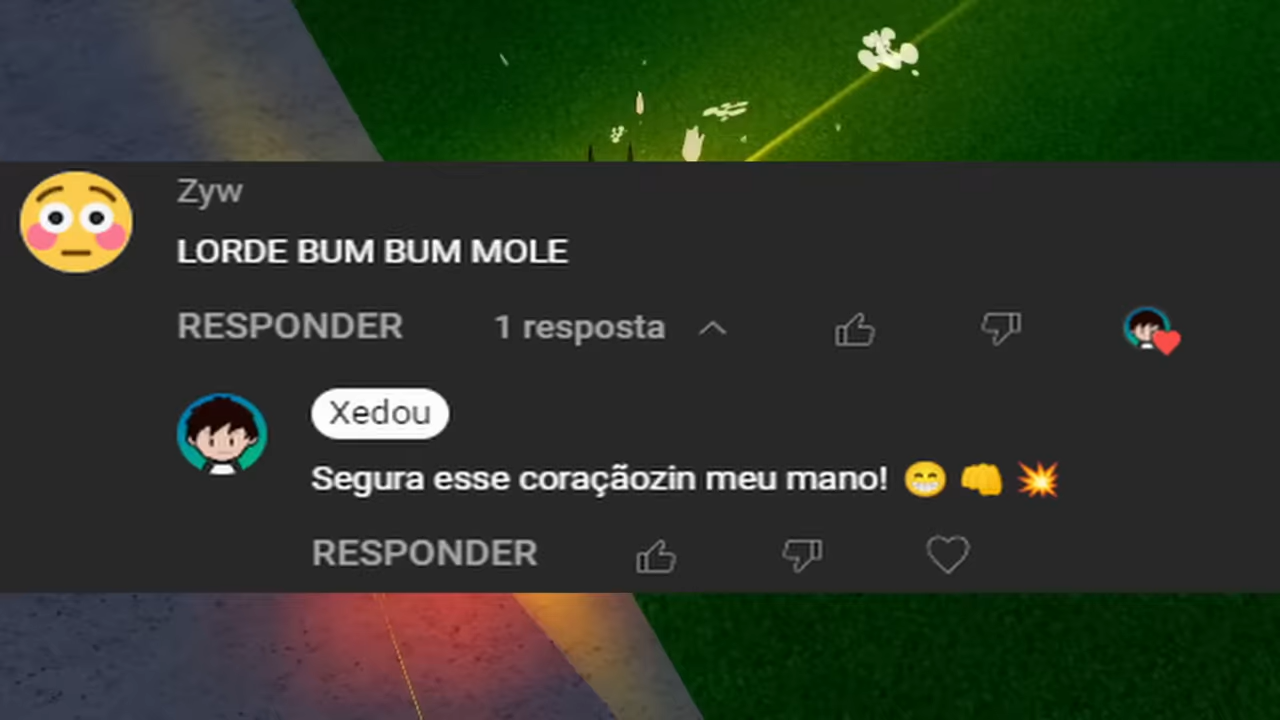 Zyw
LORDE BUM BUM MOLE
RESPONDER 1 resposta
Xedou
Segura esse coraçãozin meu mano! 😁 👊 💥
RESPONDER